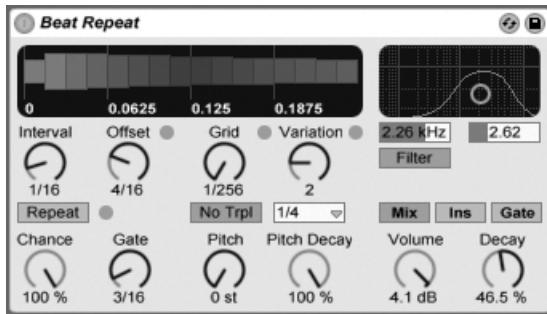 Beat Repeat
0 0.0625 0.125 0.1875
Interval Offset Grid Variation
2.26 kHz 2.62
Filter
1/16 4/16 1/256 2
Repeat No Trpl 1/4 Mix Ins Gate
Chance Gate Pitch Pitch Decay Volume Decay
100 % 3/16 0 st 100 % 4.1 dB 46.5 %